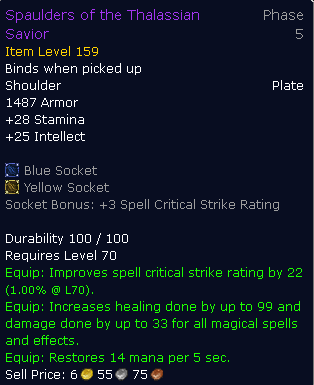 Spaulders of the Thalassian Phase
Savior 5
Item Level 159
Binds when picked up
Shoulder Plate
1487 Armor
+28 Stamina
+25 Intellect
Blue Socket
Yellow Socket
Socket Bonus: +3 Spell Critical Strike Rating
Durability 100 / 100
Requires Level 70
Equip: Improves spell critical strike rating by 22
(1.00% @ L70).
Equip: Increases healing done by up to 99 and
damage done by up to 33 for all magical spells
and effects.
Equip: Restores 14 mana per 5 sec.
Sell Price: 6 55 75